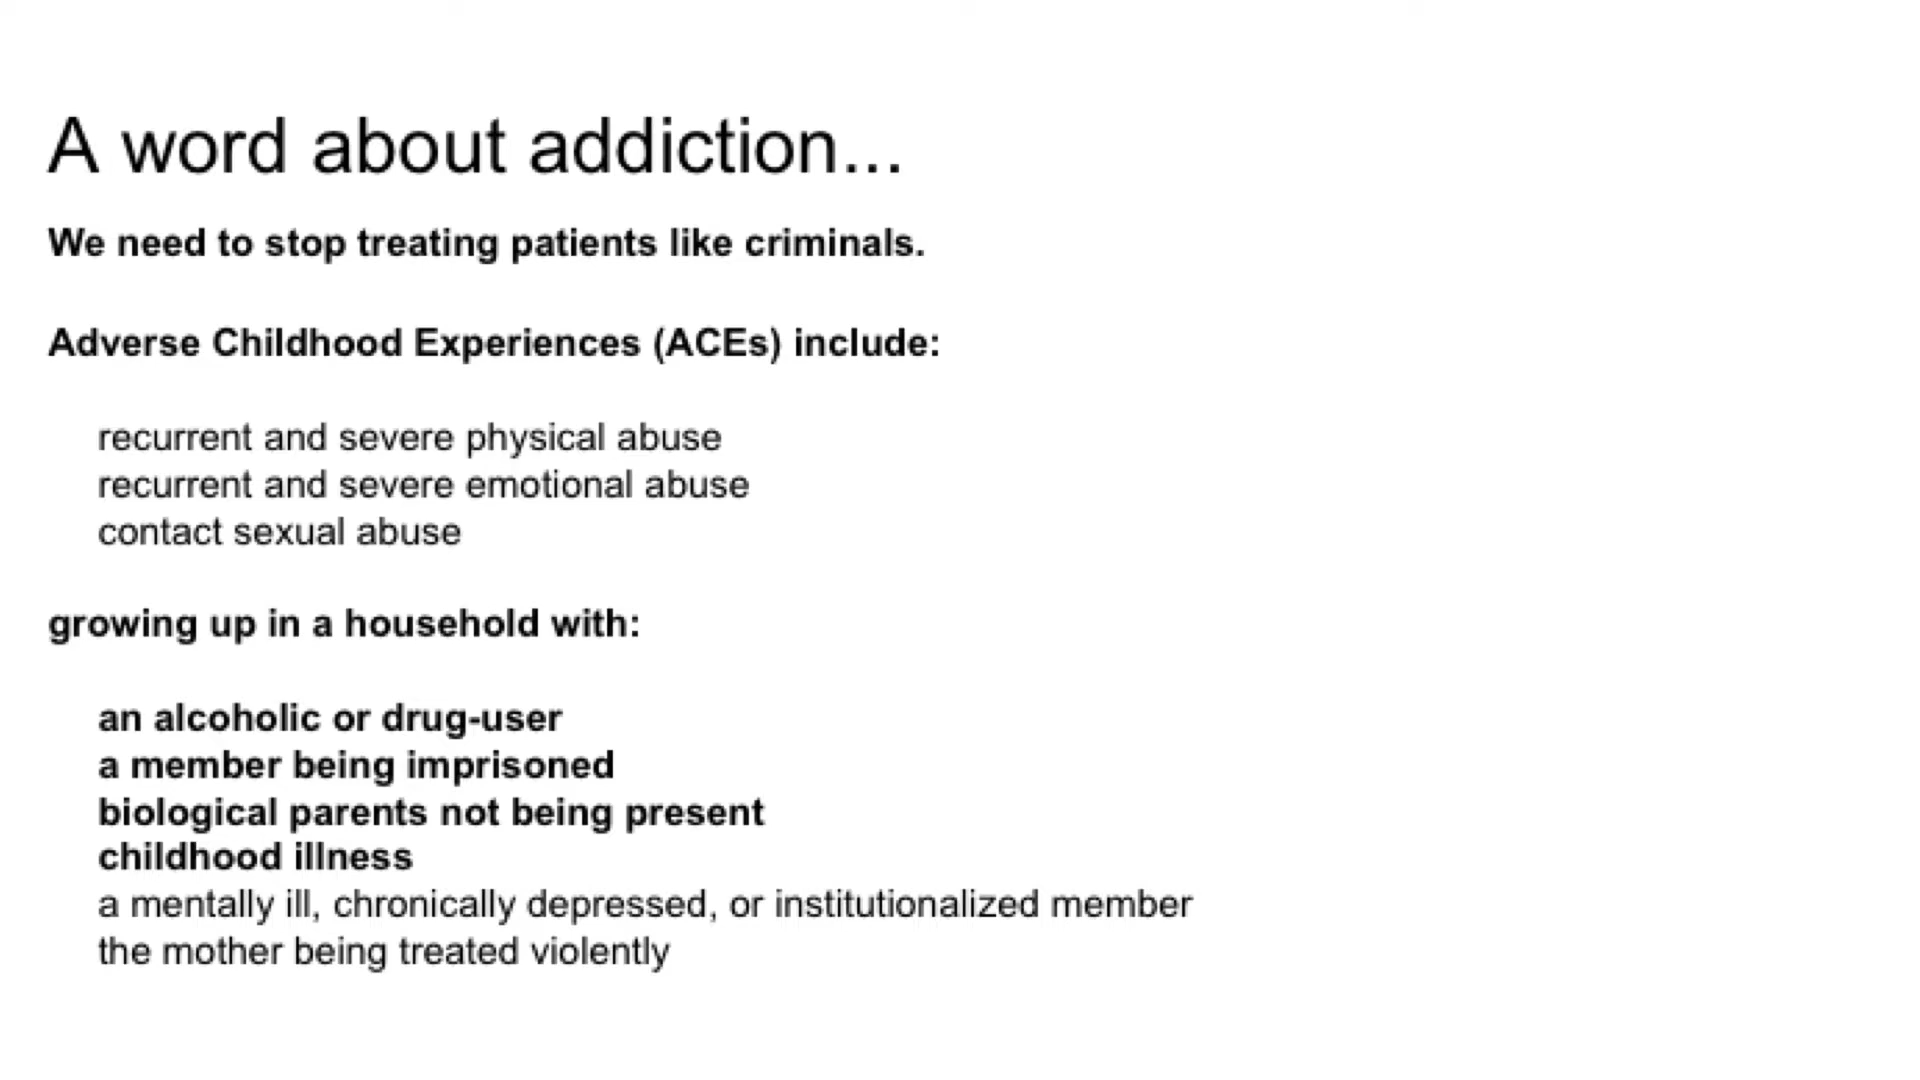 A word about addiction...
We need to stop treating patients like criminals.
Adverse Childhood Experiences (ACEs) include:
recurrent and severe physical abuse
recurrent and severe emotional abuse
contact sexual abuse
growing up in a household with:
an alcoholic or drug-user
a member being imprisoned
biological parents not being present
childhood illness
a mentally ill, chronically depressed, or institutionalized member
the mother being treated violently